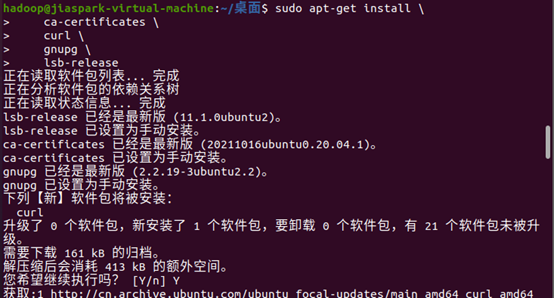 hadoop@jiaspark-virtual-machine:~/桌面$ sudo apt-get install \
>     ca-certificates \
>     curl \
>     gnupg \
>     lsb-release
正在读取软件包列表... 完成
正在分析软件包的依赖关系树
正在读取状态信息... 完成
lsb-release 已经是最新版 (11.1.0ubuntu2)。
lsb-release 已设置为手动安装。
ca-certificates 已经是最新版 (20211016ubuntu0.20.04.1)。
ca-certificates 已设置为手动安装。
gnupg 已经是最新版 (2.2.19-3ubuntu2.2)。
gnupg 已设置为手动安装。
下列【新】软件包将被安装：
  curl
升级了 0 个软件包，新安装了 1 个软件包，要卸载 0 个软件包，有 21 个软件包未被升
级。
需要下载 161 kB 的归档。
解压缩后会消耗 413 kB 的额外空间。
您希望继续执行吗？ [Y/n] Y
获取:1 http://cn.archive.ubuntu.com/ubuntu focal-updates/main amd64 curl amd64